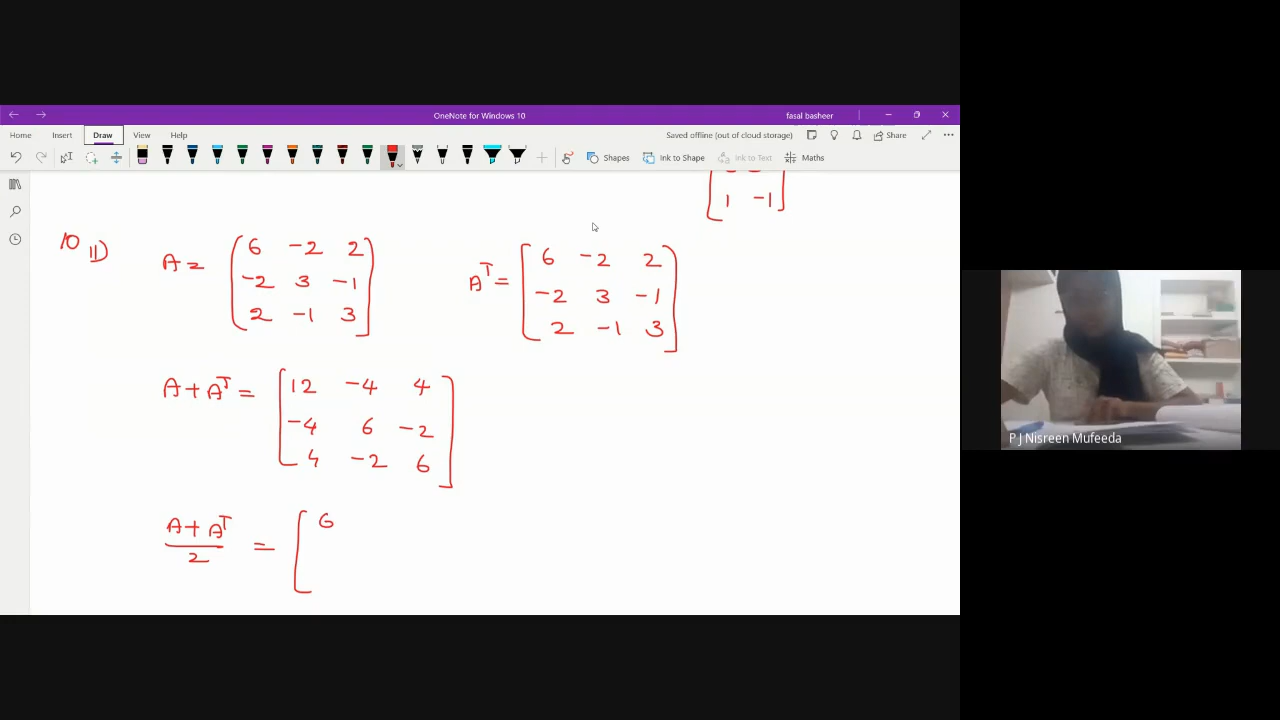 OneNote for Windows 10
fasal basheer
Home Insert Draw View Help
Saved offline (out of cloud storage)
Share
Shapes
Ink to Shape
Ink to Text
Maths
1 -1
10 ii)
A =
6 -2 2
-2 3 -1
2 -1 3
A^T =
6 -2 2
-2 3 -1
2 -1 3
A + A^T =
12 -4 4
-4 6 -2
4 -2 6
A + A^T
2
=
6
P J Nisreen Mufeeda